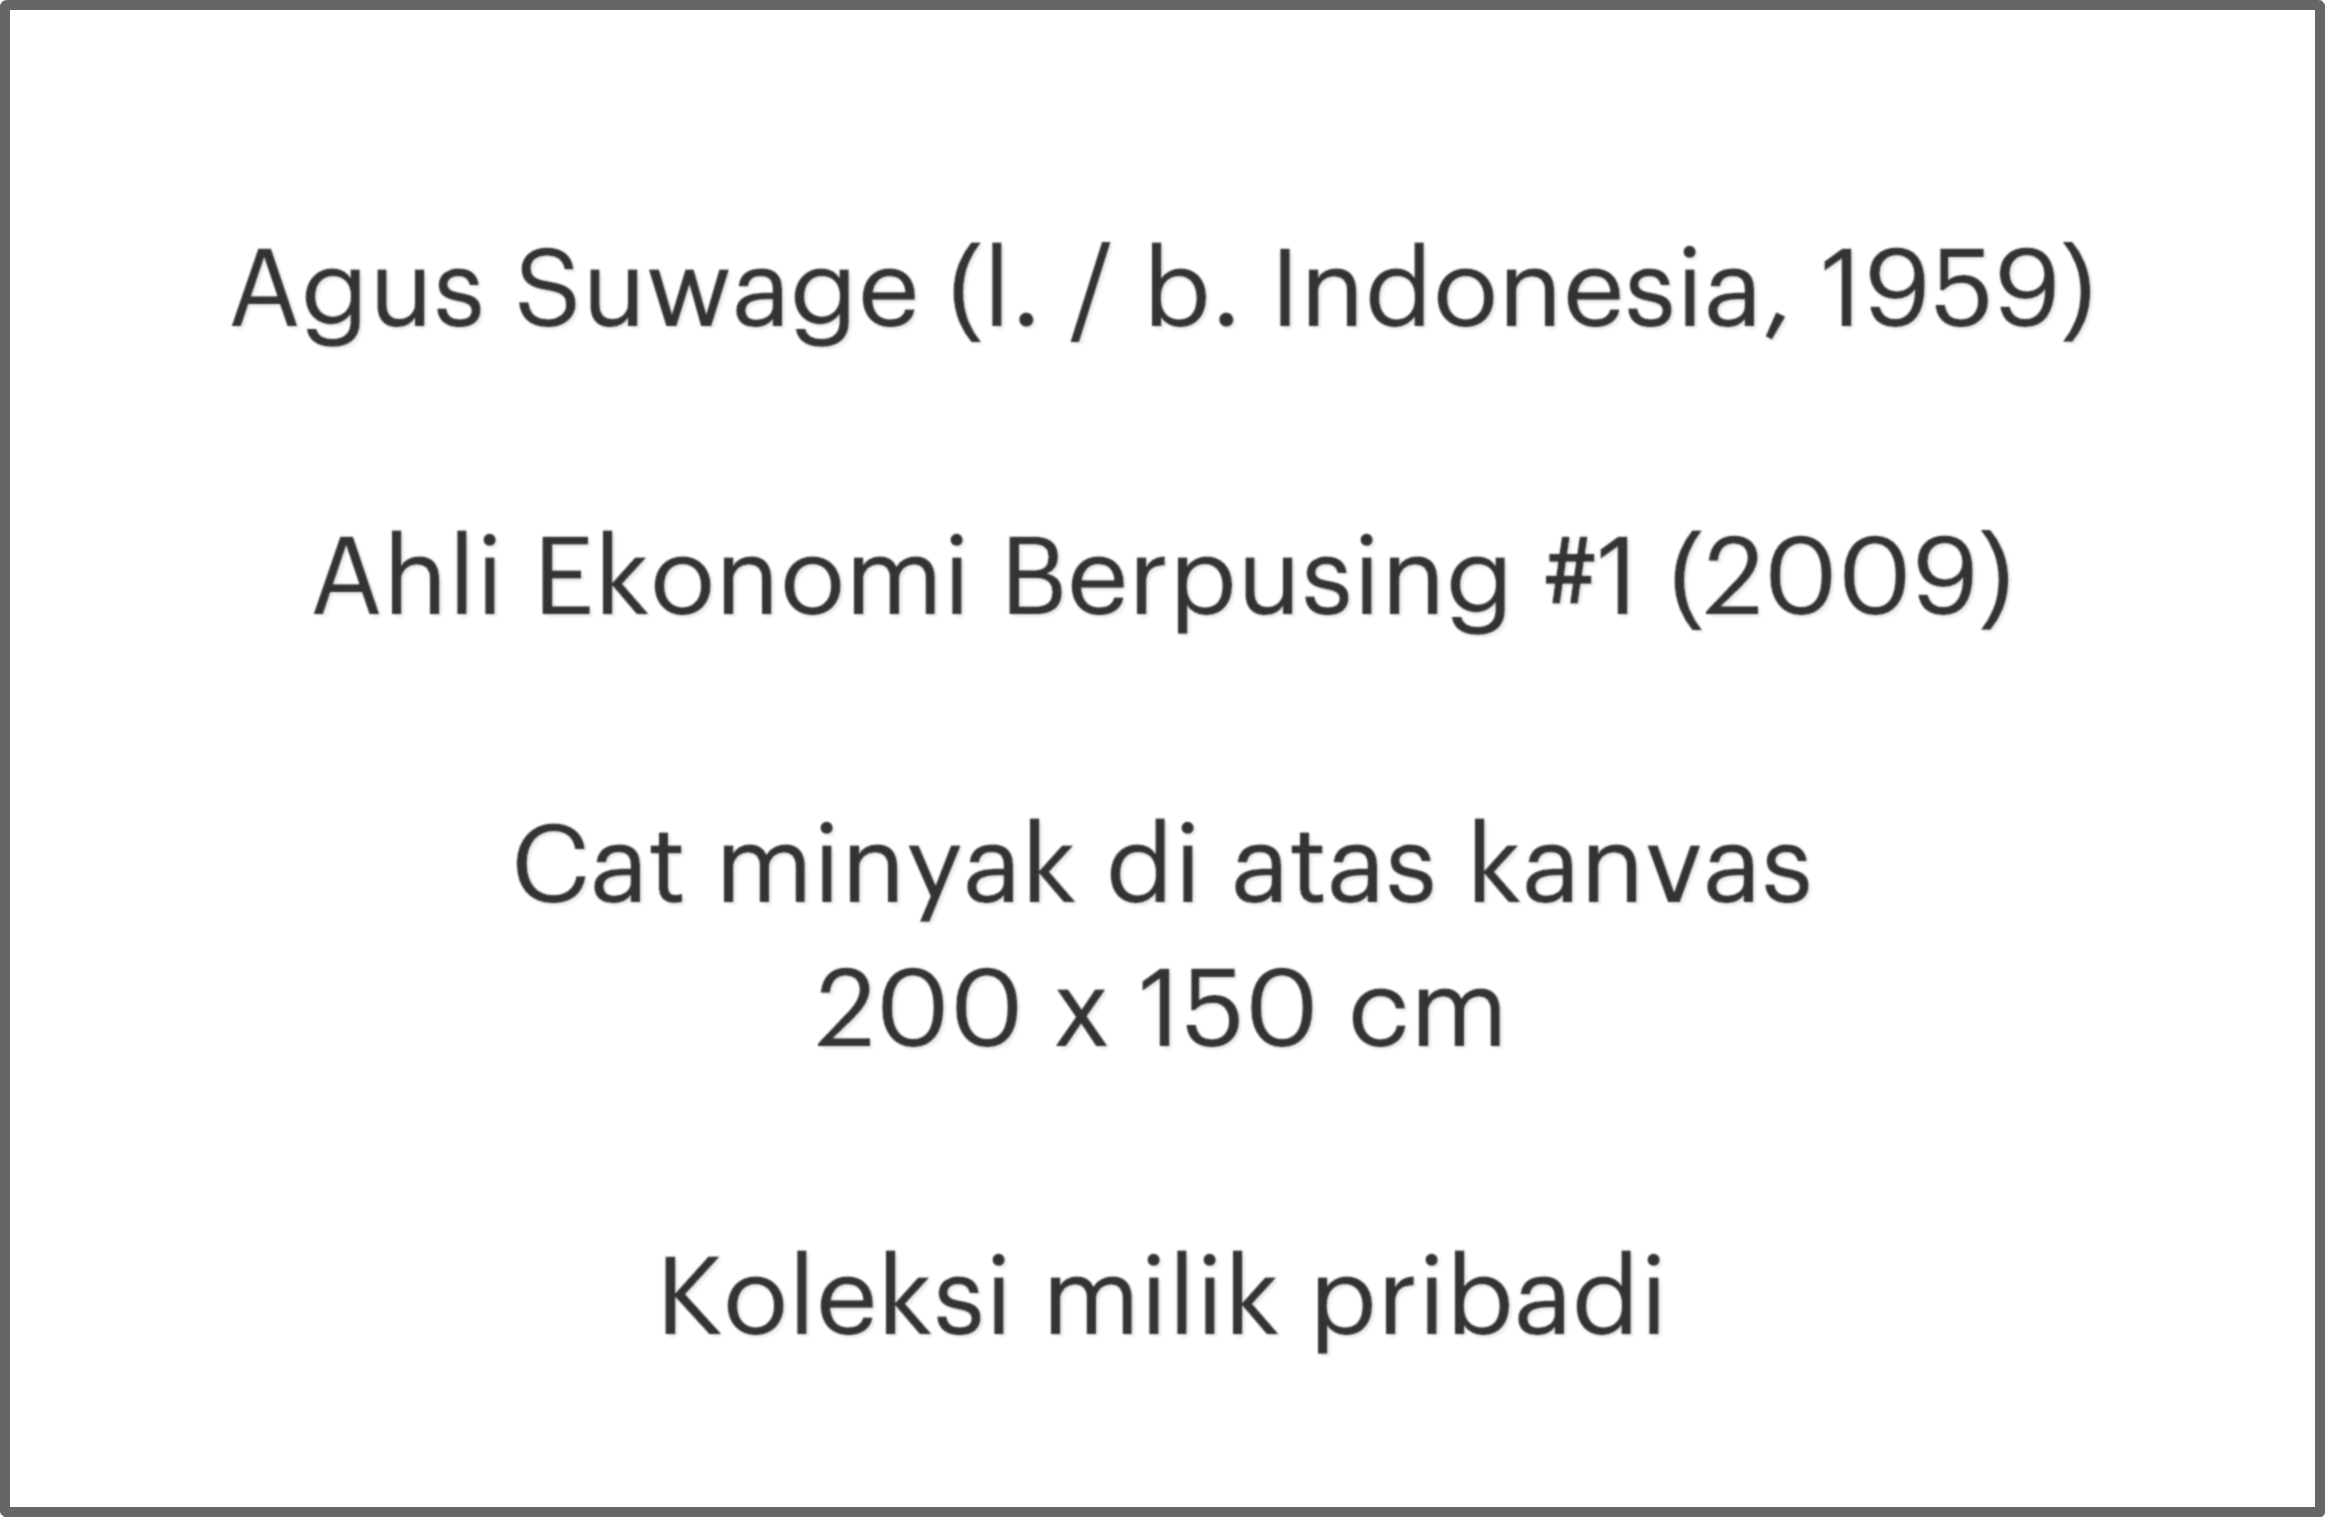 Agus Suwage (l. / b. Indonesia, 1959)
Ahli Ekonomi Berpusing #1 (2009)
Cat minyak di atas kanvas
200 x 150 cm
Koleksi milik pribadi